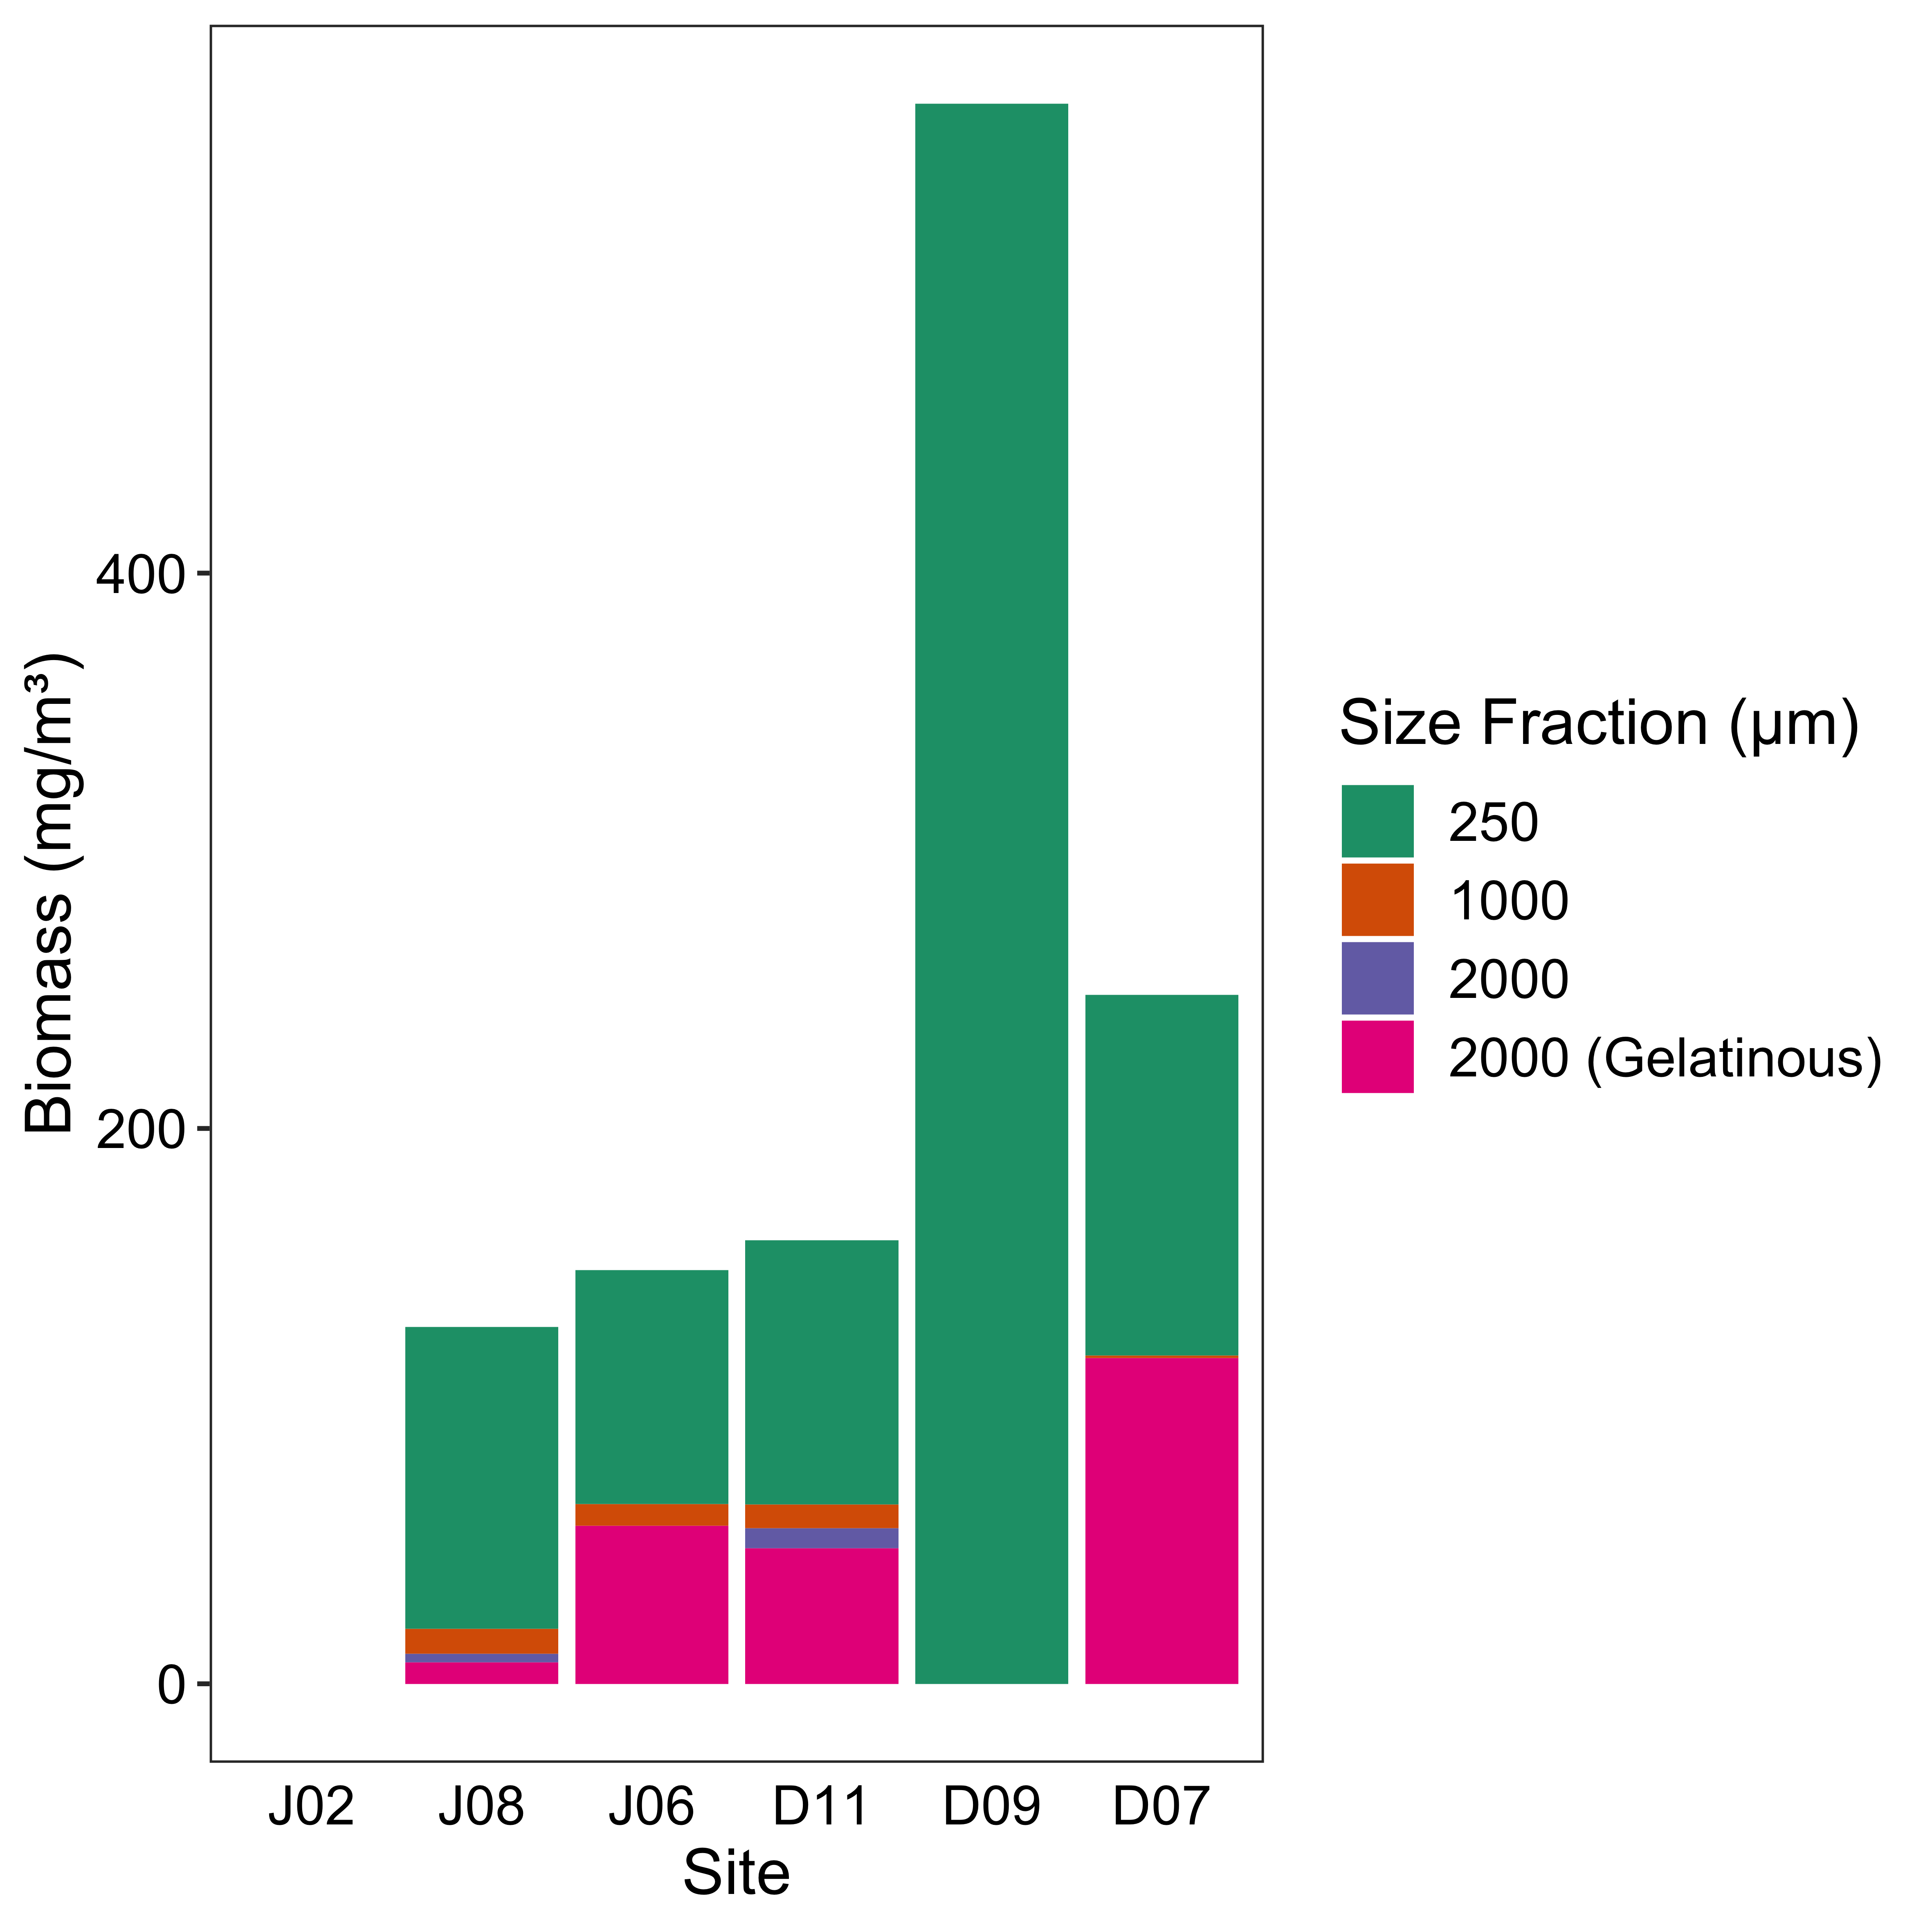 Biomass (mg/m³)
400
200
0
J02 J08 J06 D11 D09 D07
Site
Size Fraction (µm)
250
1000
2000
2000 (Gelatinous)